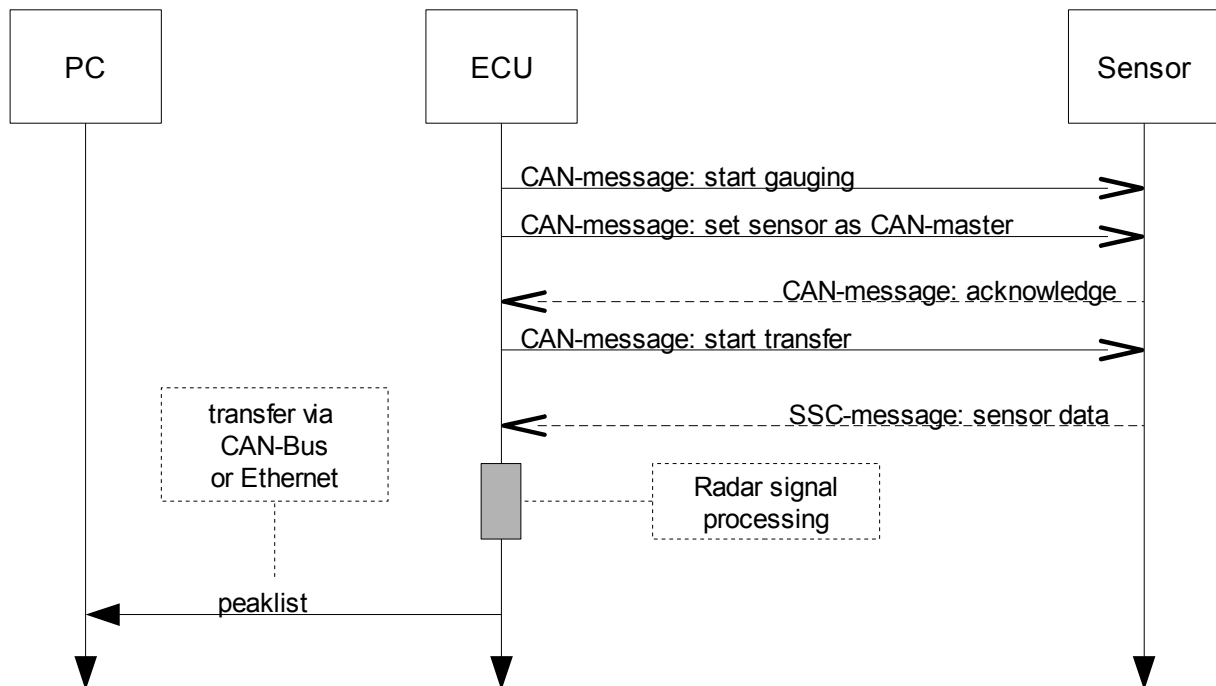 PC
ECU
Sensor
CAN-message: start gauging
CAN-message: set sensor as CAN-master
CAN-message: acknowledge
CAN-message: start transfer
transfer via
CAN-Bus
or Ethernet
SSC-message: sensor data
Radar signal
processing
peaklist